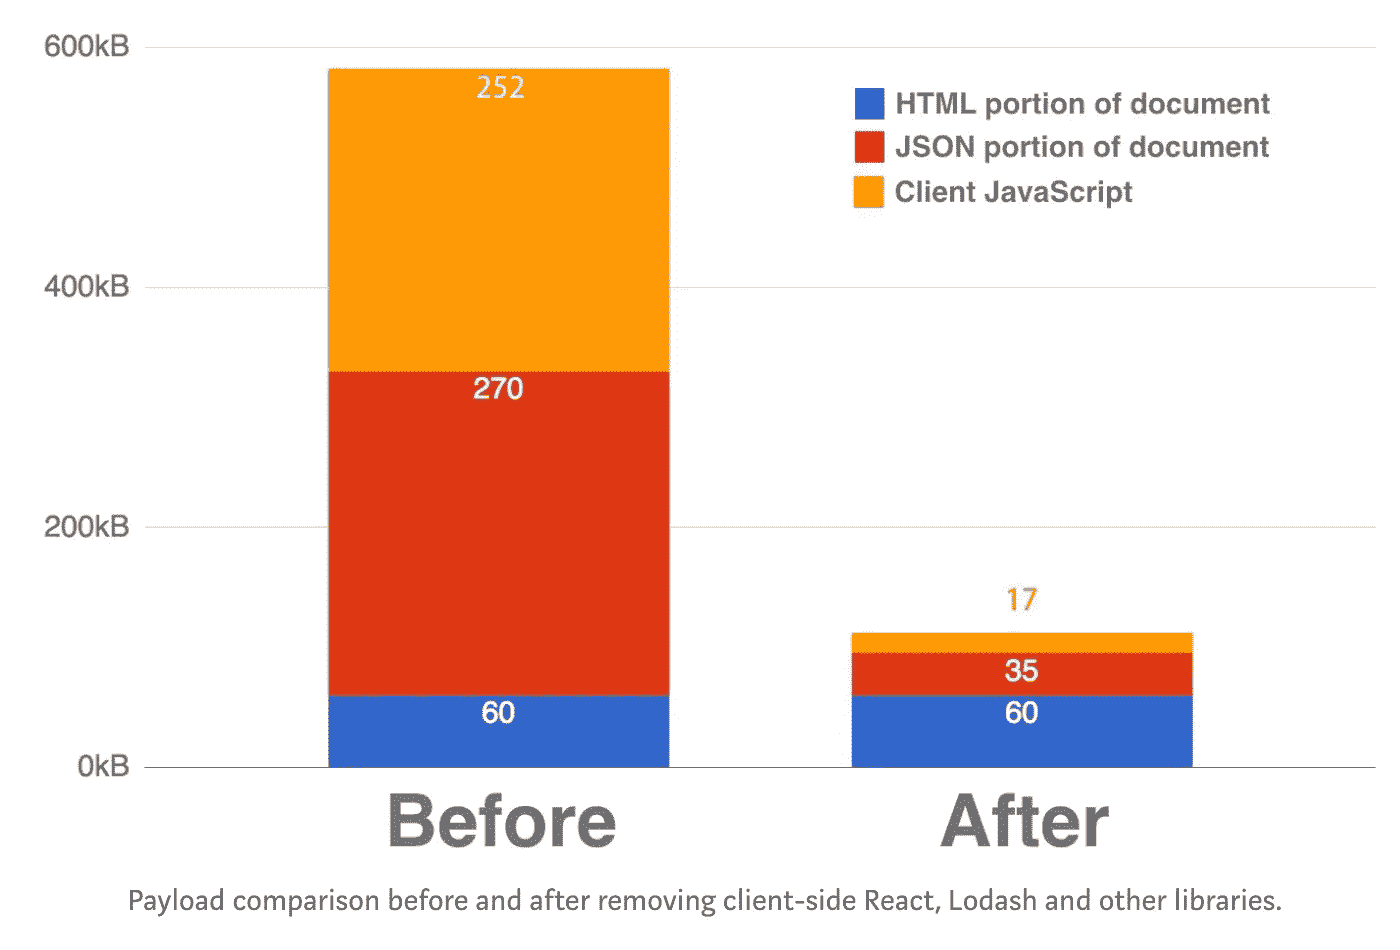 600kB
400kB
200kB
0kB
252
270
60
17
35
60
HTML portion of document
JSON portion of document
Client JavaScript
Before
After
Payload comparison before and after removing client-side React, Lodash and other libraries.